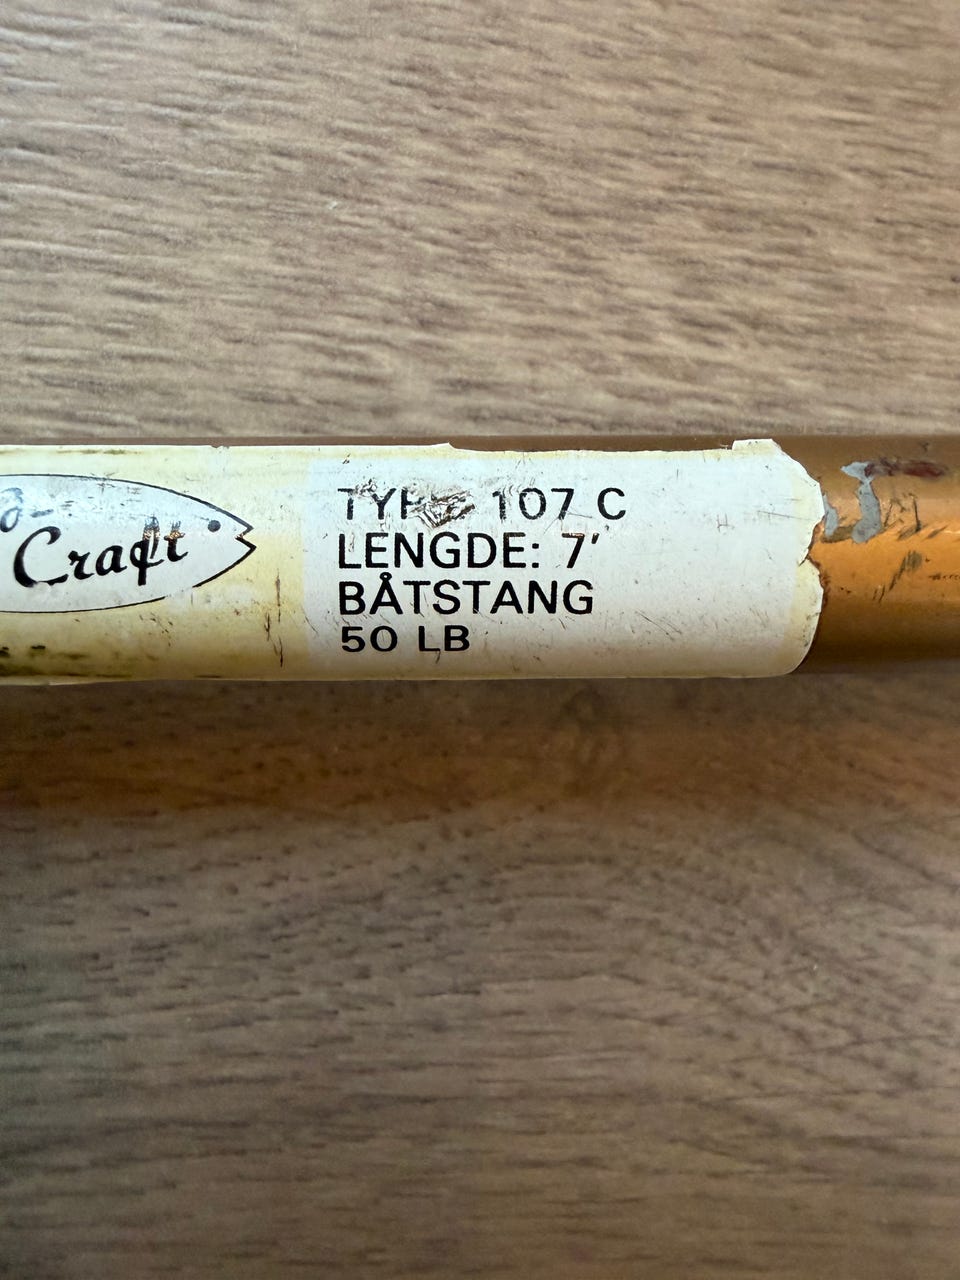 Craft
TYPE 107 C
LENGDE: 7'
BÅTSTANG
50 LB